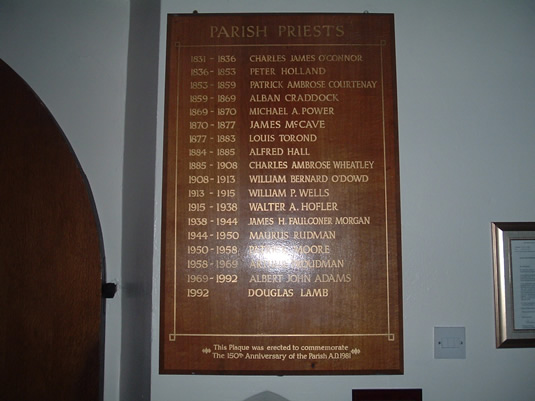 PARISH PRIESTS
1831 - 1836 CHARLES JAMES O'CONNOR
1836 - 1853 PETER HOLLAND
1853 - 1859 PATRICK AMBROSE COURTENAY
1859 - 1869 ALBAN CRADDOCK
1869 - 1870 MICHAEL A. POWER
1870 - 1877 JAMES McCAVE
1877 - 1883 LOUIS TOROND
1884 - 1885 ALFRED HALL
1885 - 1908 CHARLES AMBROSE WHEATLEY
1908 - 1913 WILLIAM BERNARD O'DOWD
1913 - 1915 WILLIAM P. WELLS
1915 - 1938 WALTER A. HOFLER
1938 - 1944 JAMES H. FAULCONER MORGAN
1944 - 1950 MAURUS RUDMAN
1950 - 1958 MOORE
1958 - 1969
1969 - 1992 ALBERT JOHN ADAMS
1992 DOUGLAS LAMB
This Plaque was erected to commemorate
The 150th Anniversary of the Parish A.D. 1981